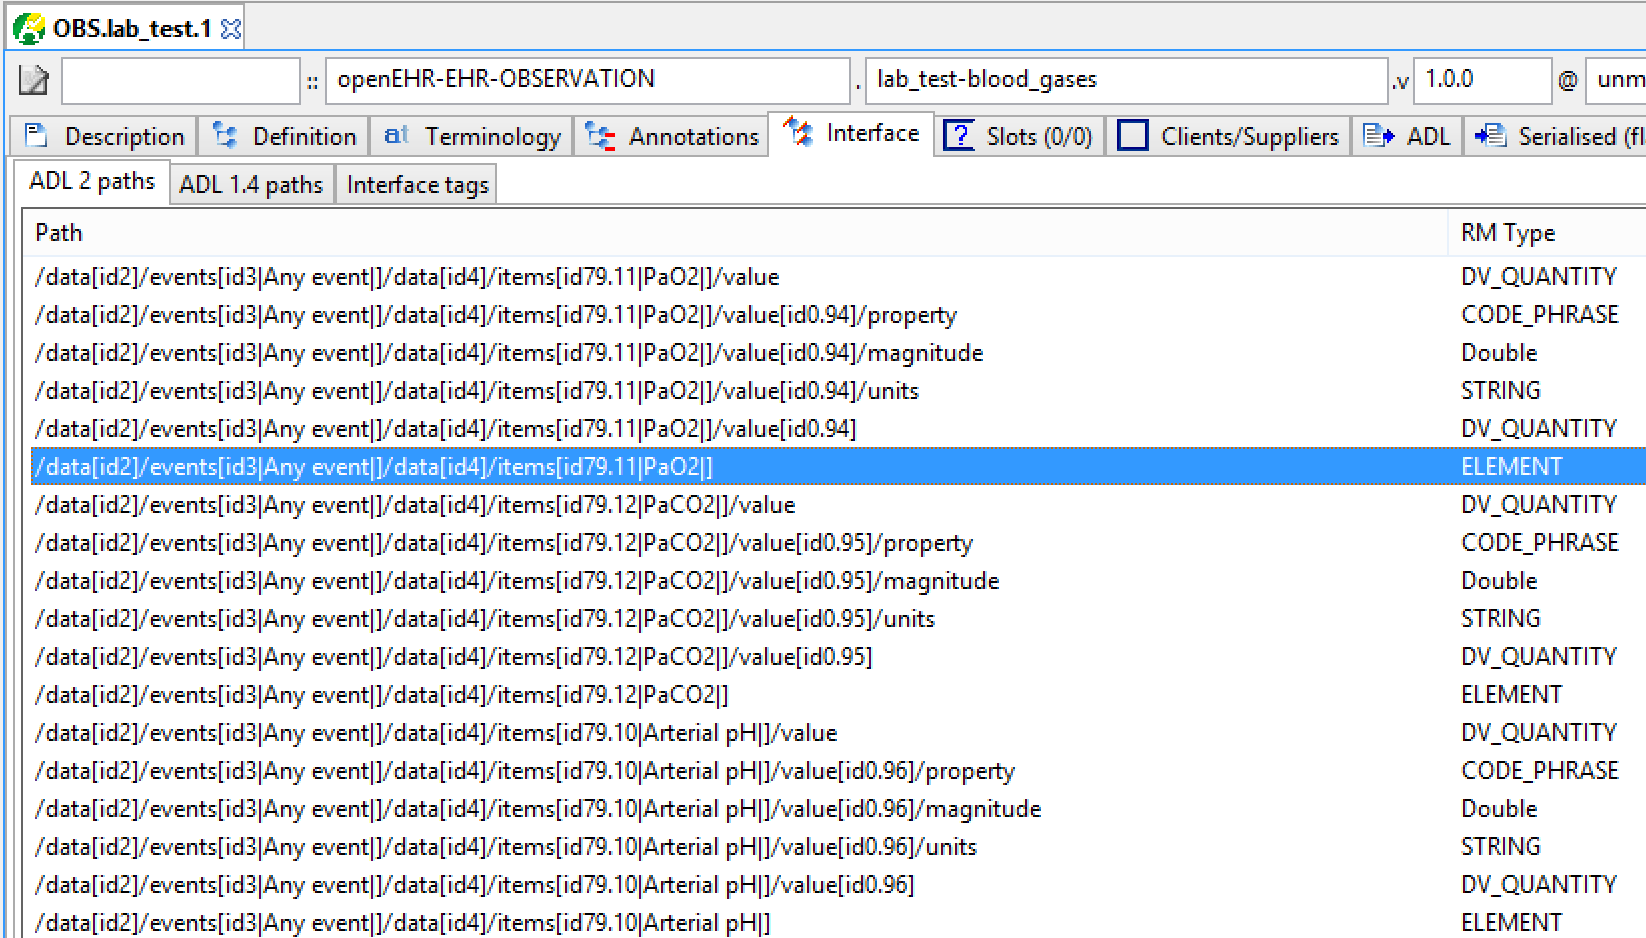 OBS.lab_test.1
:: openEHR-EHR-OBSERVATION . lab_test-blood_gases .v 1.0.0 @ unm
Description Definition at Terminology Annotations Interface ? Slots (0/0) Clients/Suppliers ADL Serialised (fl
ADL 2 paths ADL 1.4 paths Interface tags
Path RM Type
/data[id2]/events[id3|Any event|]/data[id4]/items[id79.11|PaO2|]/value DV_QUANTITY
/data[id2]/events[id3|Any event|]/data[id4]/items[id79.11|PaO2|]/value[id0.94]/property CODE_PHRASE
/data[id2]/events[id3|Any event|]/data[id4]/items[id79.11|PaO2|]/value[id0.94]/magnitude Double
/data[id2]/events[id3|Any event|]/data[id4]/items[id79.11|PaO2|]/value[id0.94]/units STRING
/data[id2]/events[id3|Any event|]/data[id4]/items[id79.11|PaO2|]/value[id0.94] DV_QUANTITY
/data[id2]/events[id3|Any event|]/data[id4]/items[id79.11|PaO2|] ELEMENT
/data[id2]/events[id3|Any event|]/data[id4]/items[id79.12|PaCO2|]/value DV_QUANTITY
/data[id2]/events[id3|Any event|]/data[id4]/items[id79.12|PaCO2|]/value[id0.95]/property CODE_PHRASE
/data[id2]/events[id3|Any event|]/data[id4]/items[id79.12|PaCO2|]/value[id0.95]/magnitude Double
/data[id2]/events[id3|Any event|]/data[id4]/items[id79.12|PaCO2|]/value[id0.95]/units STRING
/data[id2]/events[id3|Any event|]/data[id4]/items[id79.12|PaCO2|]/value[id0.95] DV_QUANTITY
/data[id2]/events[id3|Any event|]/data[id4]/items[id79.12|PaCO2|] ELEMENT
/data[id2]/events[id3|Any event|]/data[id4]/items[id79.10|Arterial pH|]/value DV_QUANTITY
/data[id2]/events[id3|Any event|]/data[id4]/items[id79.10|Arterial pH|]/value[id0.96]/property CODE_PHRASE
/data[id2]/events[id3|Any event|]/data[id4]/items[id79.10|Arterial pH|]/value[id0.96]/magnitude Double
/data[id2]/events[id3|Any event|]/data[id4]/items[id79.10|Arterial pH|]/value[id0.96]/units STRING
/data[id2]/events[id3|Any event|]/data[id4]/items[id79.10|Arterial pH|]/value[id0.96] DV_QUANTITY
/data[id2]/events[id3|Any event|]/data[id4]/items[id79.10|Arterial pH|] ELEMENT